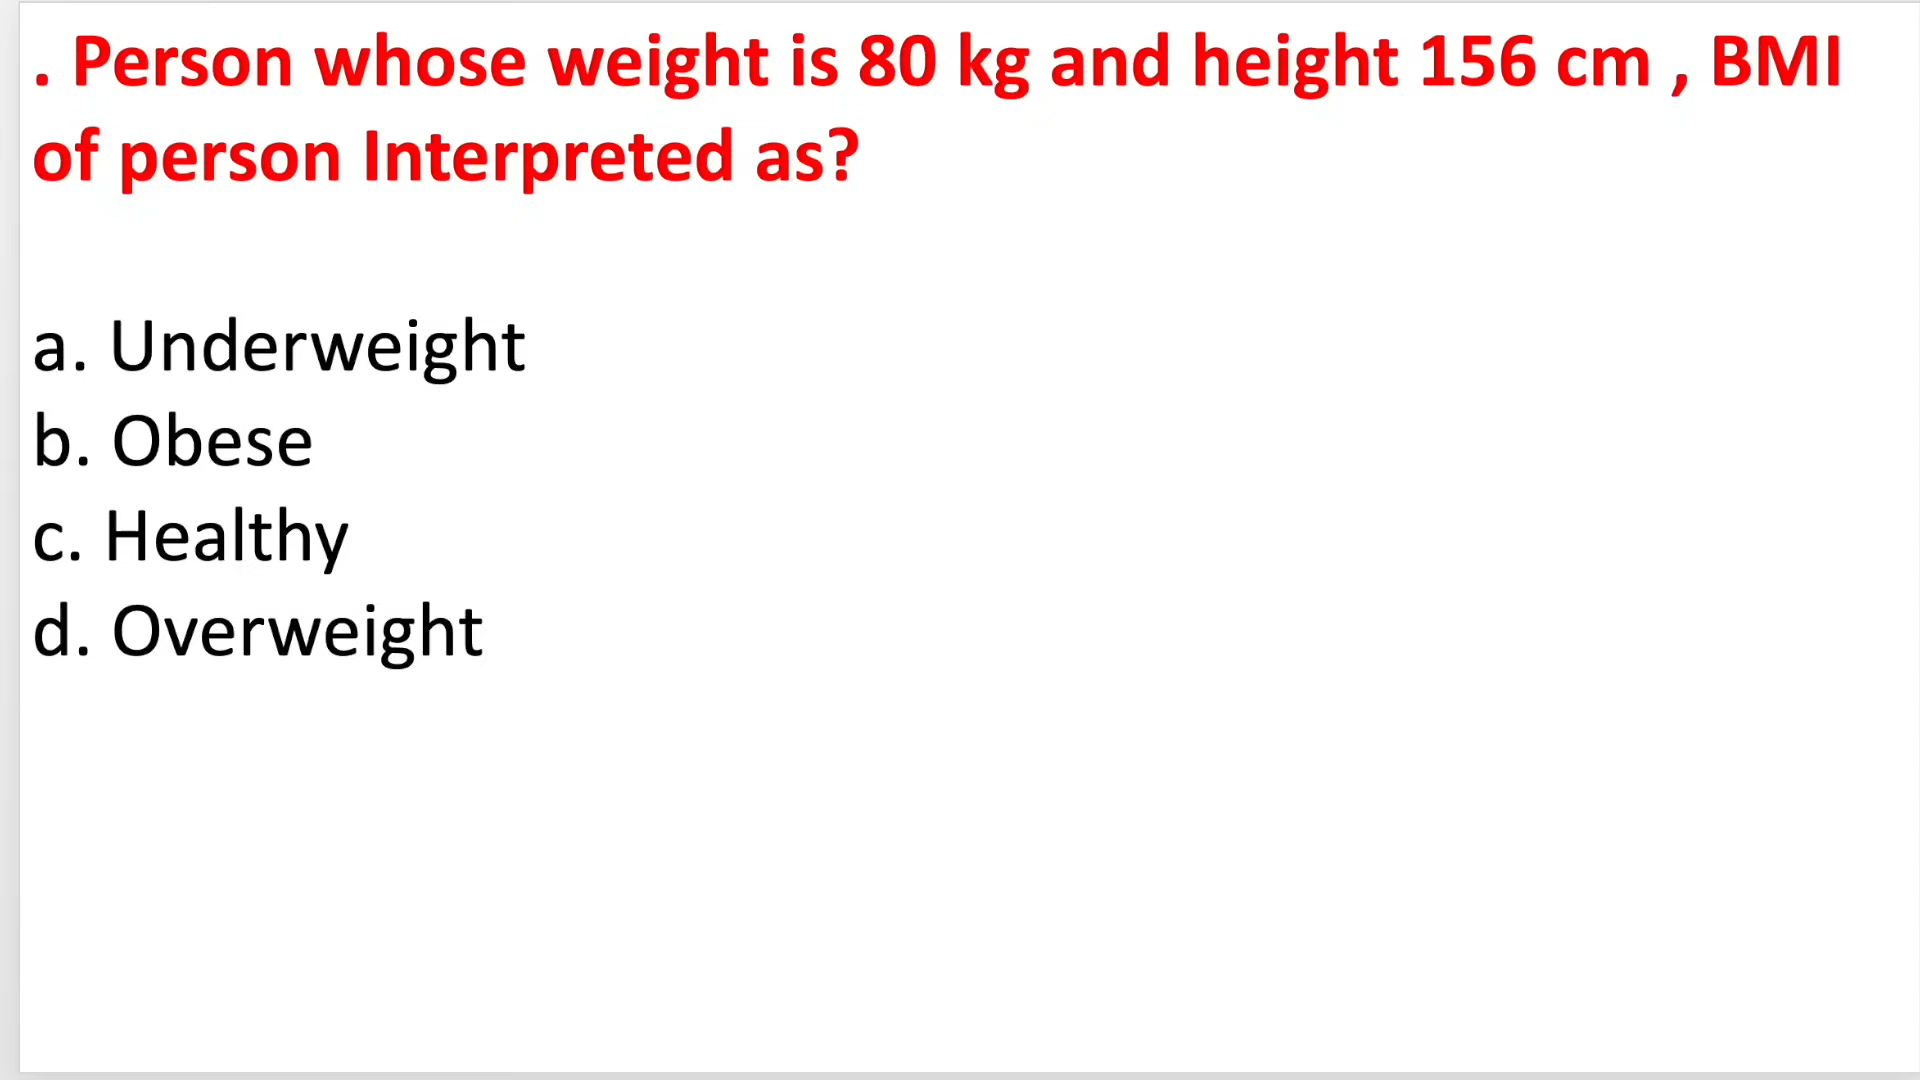 . Person whose weight is 80 kg and height 156 cm , BMI
of person Interpreted as?
a. Underweight
b. Obese
c. Healthy
d. Overweight